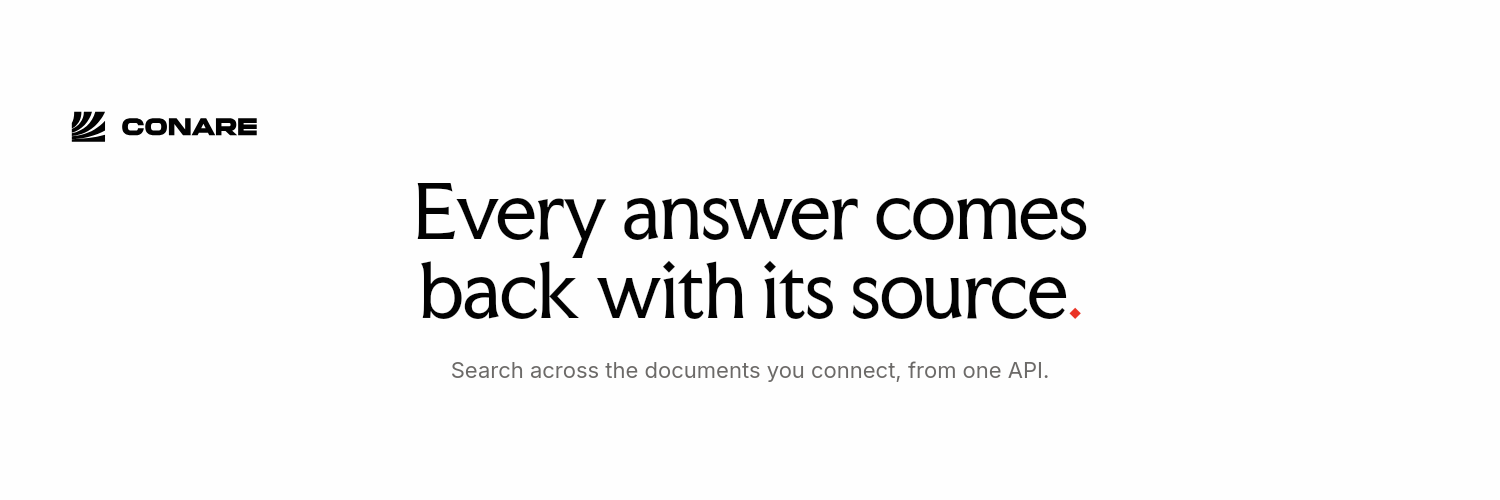 CONARE
Every answer comes
back with its source.
Search across the documents you connect, from one API.